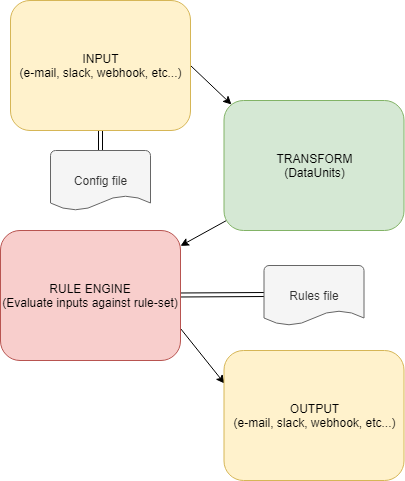 INPUT
(e-mail, slack, webhook, etc...)
TRANSFORM
(DataUnits)
Config file
RULE ENGINE
(Evaluate inputs against rule-set)
Rules file
OUTPUT
(e-mail, slack, webhook, etc...)